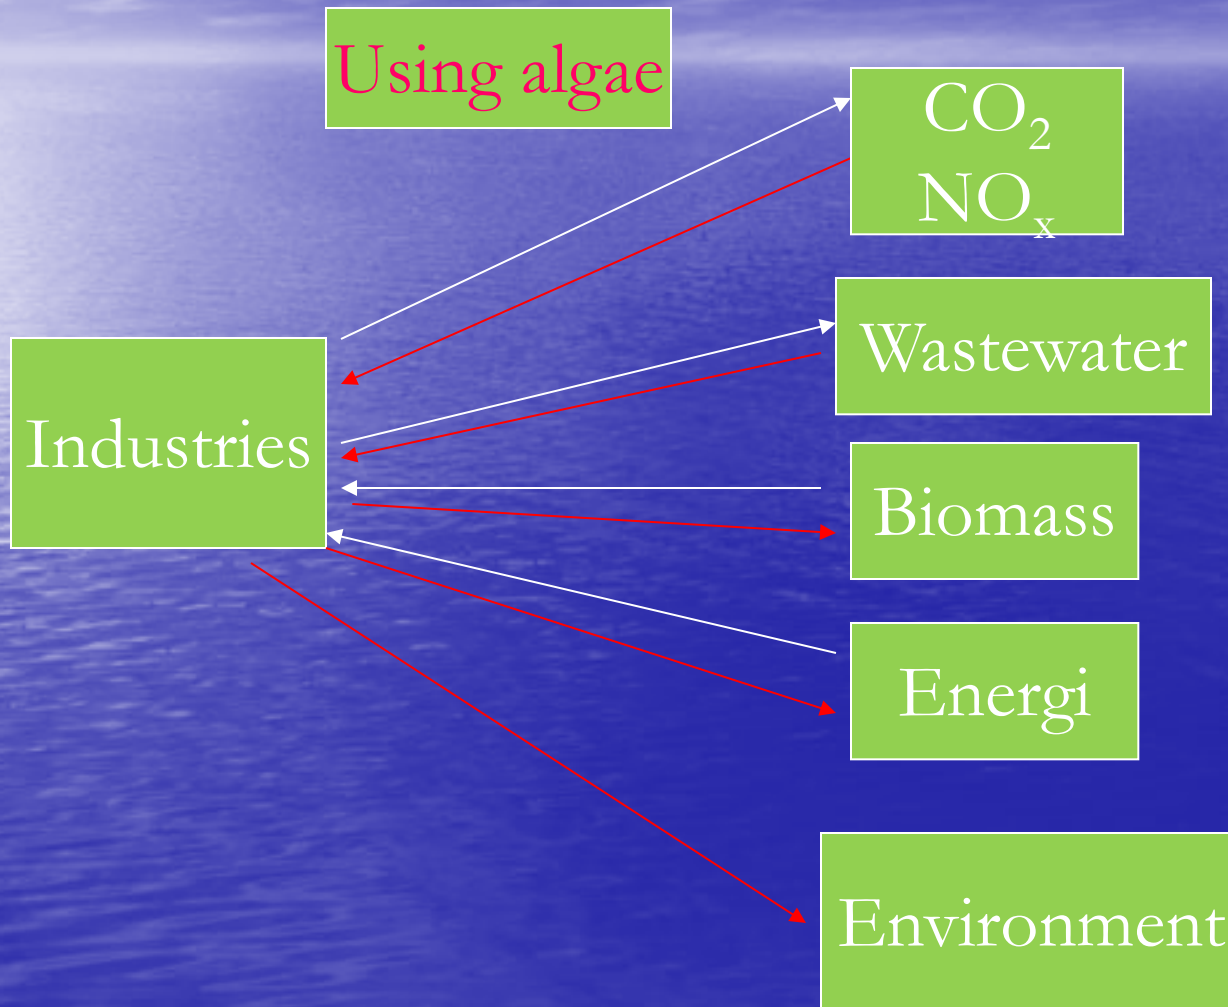 Using algae
CO₂
NOₓ
Wastewater
Industries
Biomass
Energi
Environment